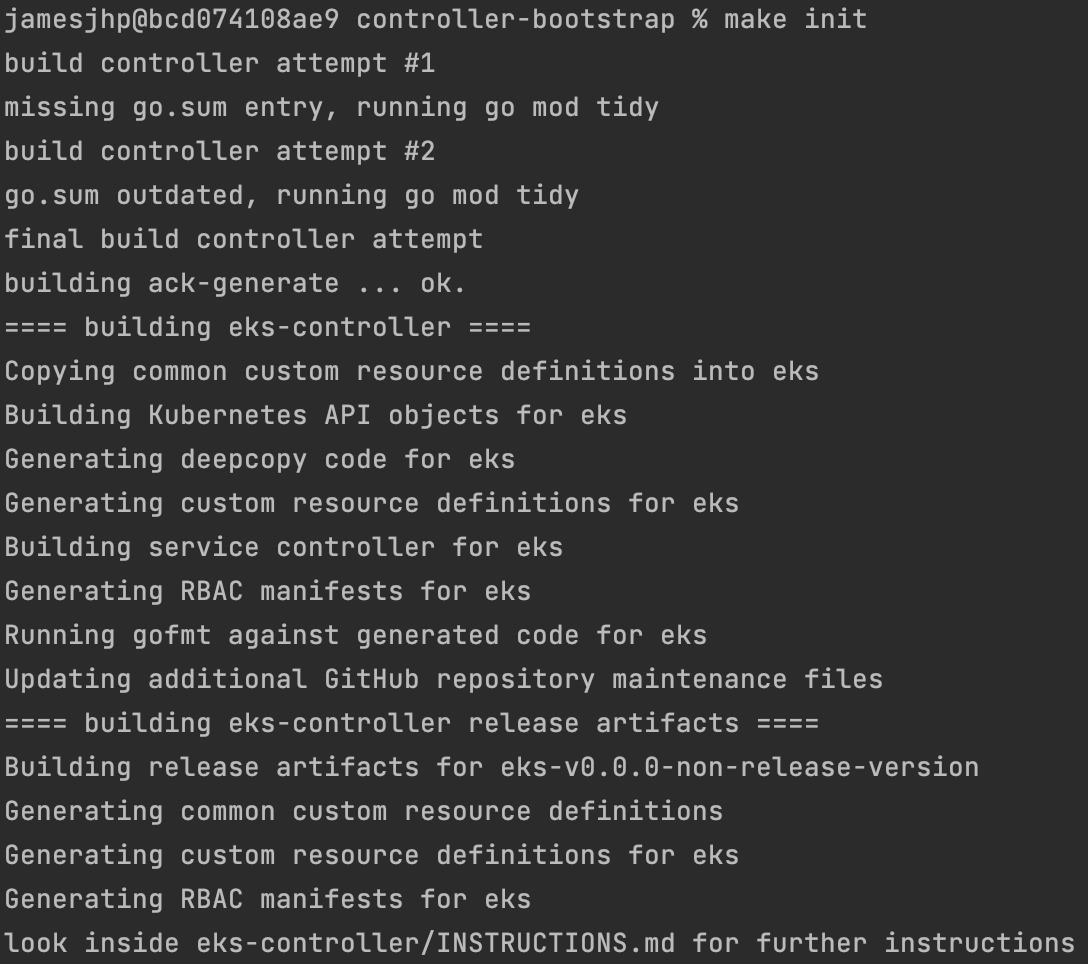 jamesjhp@bcd074108ae9 controller-bootstrap % make init
build controller attempt #1
missing go.sum entry, running go mod tidy
build controller attempt #2
go.sum outdated, running go mod tidy
final build controller attempt
building ack-generate ... ok.
==== building eks-controller ====
Copying common custom resource definitions into eks
Building Kubernetes API objects for eks
Generating deepcopy code for eks
Generating custom resource definitions for eks
Building service controller for eks
Generating RBAC manifests for eks
Running gofmt against generated code for eks
Updating additional GitHub repository maintenance files
==== building eks-controller release artifacts ====
Building release artifacts for eks-v0.0.0-non-release-version
Generating common custom resource definitions
Generating custom resource definitions for eks
Generating RBAC manifests for eks
look inside eks-controller/INSTRUCTIONS.md for further instructions